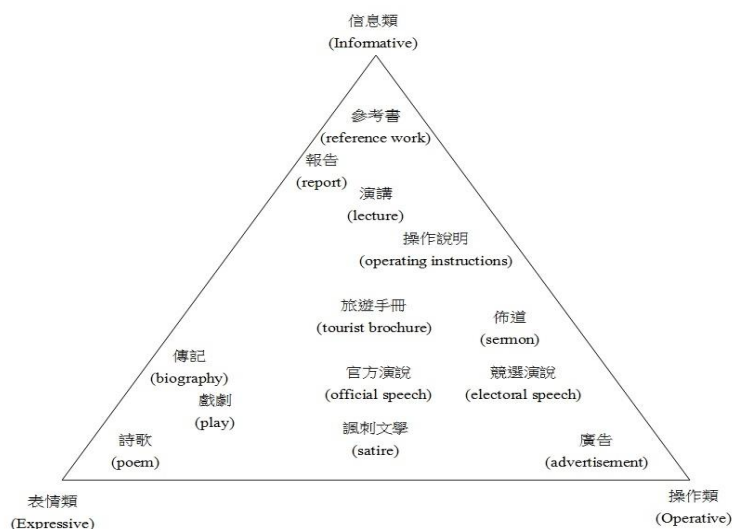 信息類
(Informative)
參考書
(reference work)
報告
(report)
演講
(lecture)
操作說明
(operating instructions)
旅遊手冊
(tourist brochure)
佈道
(sermon)
傳記
(biography)
官方演說
(official speech)
競選演說
(electoral speech)
戲劇
(play)
諷刺文學
(satire)
詩歌
(poem)
廣告
(advertisement)
表情類
(Expressive)
操作類
(Operative)